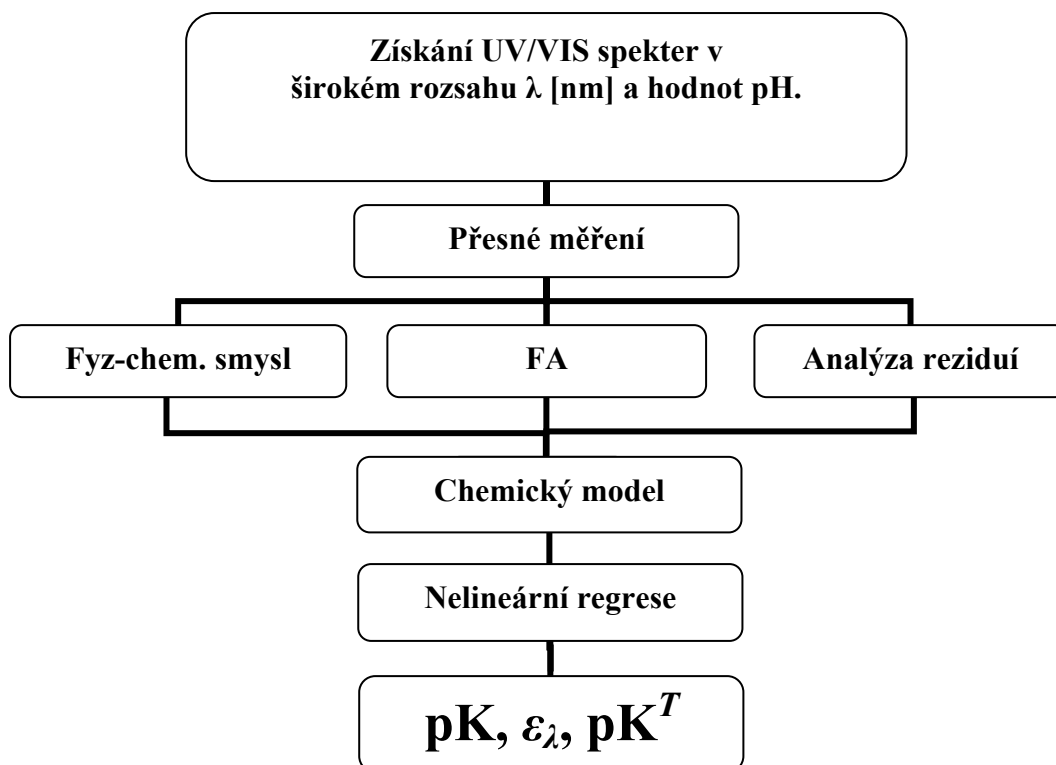 Získání UV/VIS spekter v
širokém rozsahu λ [nm] a hodnot pH.
Přesné měření
Fyz-chem. smysl
FA
Analýza reziduí
Chemický model
Nelineární regrese
pK, ελ, pK^T